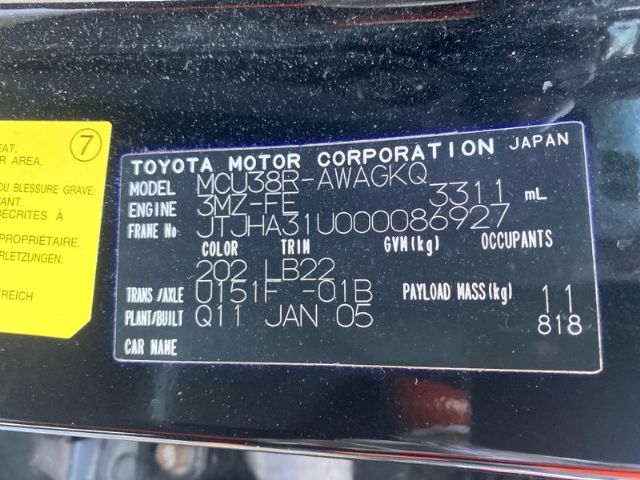 EAT.
R AREA.
7
OU BLESSURE GRAVE:
TANT.
DÉCRITES À
PROPRIÉTAIRE.
ERLETZUNGEN:
REICH
TOYOTA MOTOR CORPORATION JAPAN
MODEL MCU38R-AWAGKQ
ENGINE 3MZ-FE 3311 mL
FRAME No JTJHA31U000086927
COLOR TRIM GVM(kg) OCCUPANTS
202 LB22
TRANS/AXLE U151F -01B PAYLOAD MASS(kg) 11
PLANT/BUILT Q11 JAN 05 818
CAR NAME